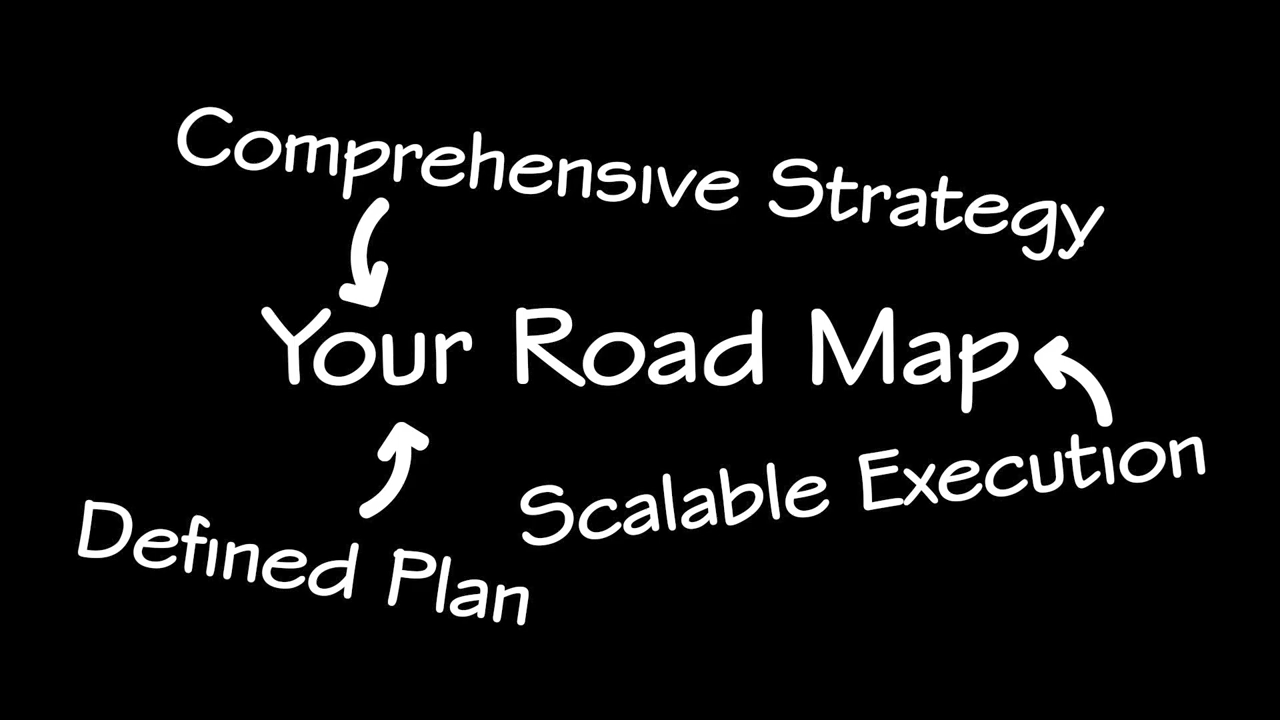 Comprehensive Strategy
Your Road Map
Scalable Execution
Defined Plan